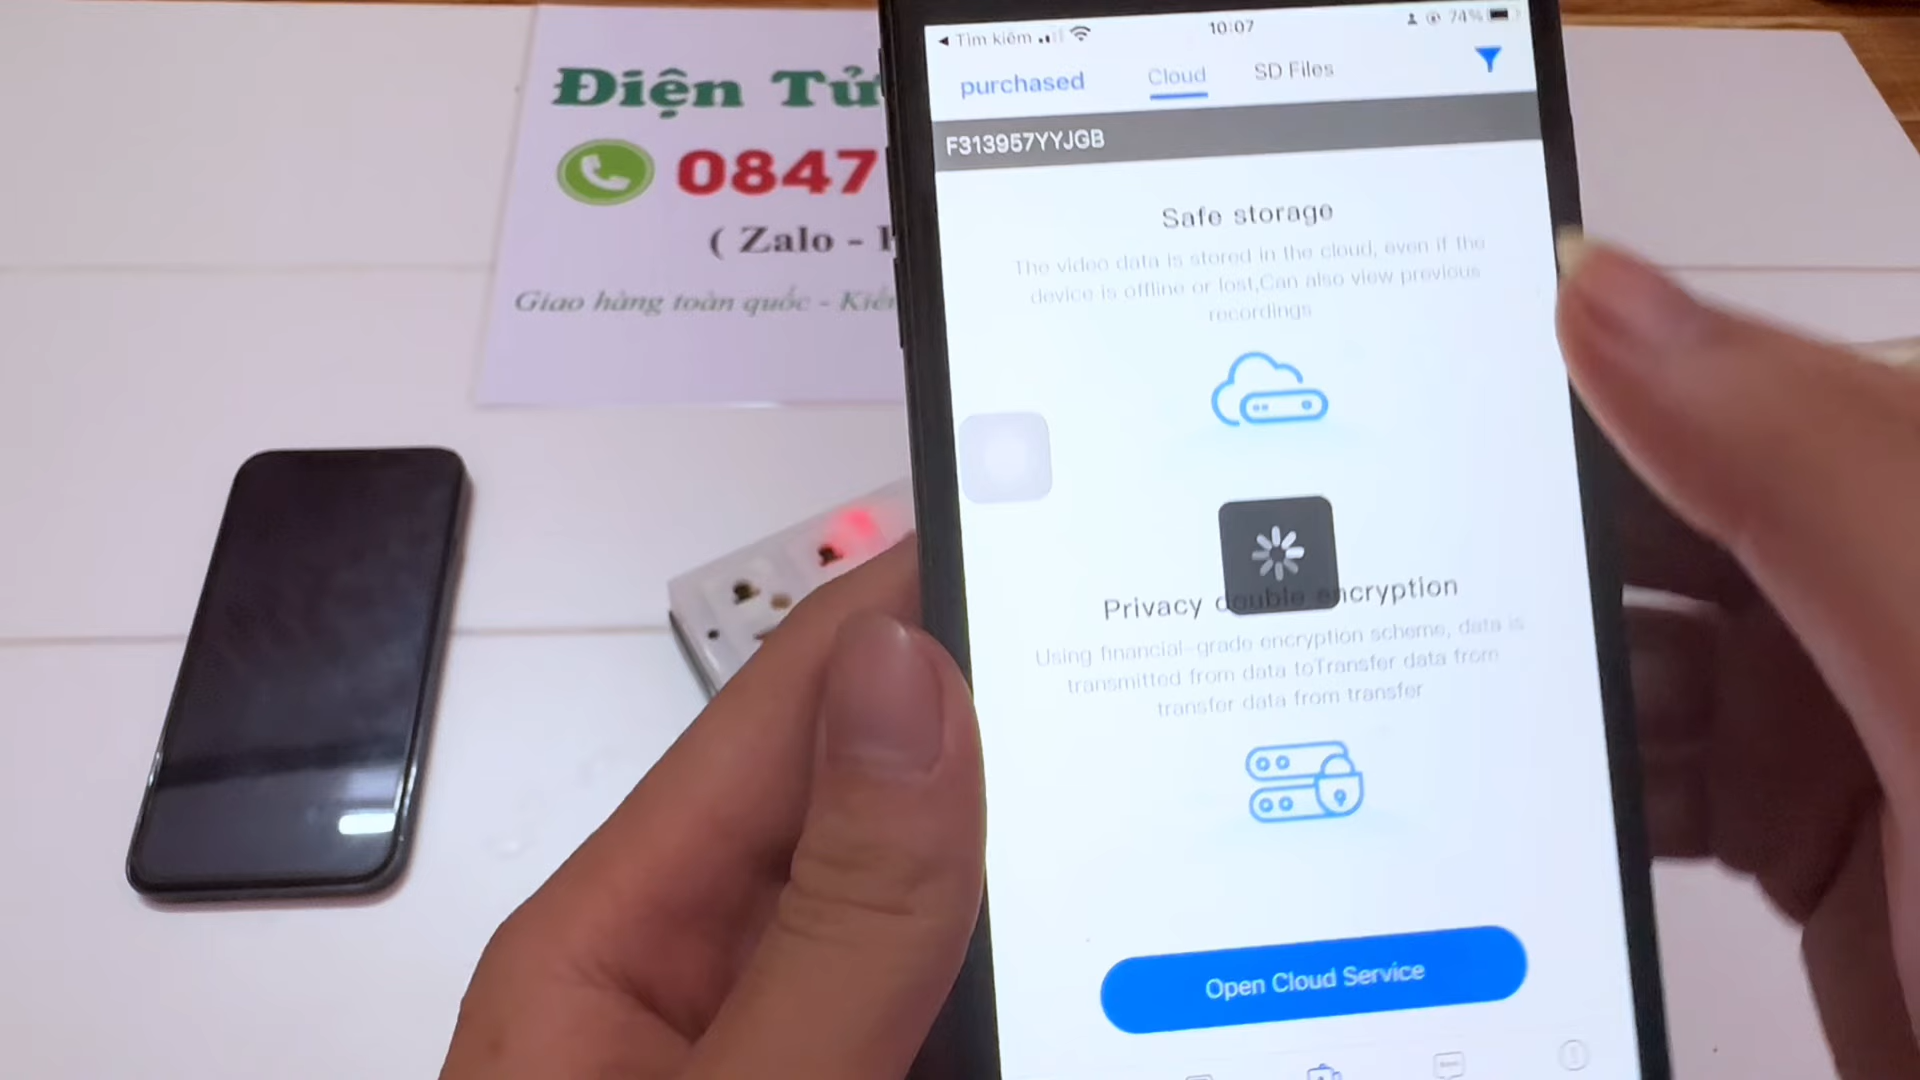 Điện Tử
0847
( Zalo -
Giao hàng toàn quốc -
Tìm kiếm
10:07
74%
purchased
Cloud
SD Files
F313957YYJGB
Safe storage
The video data is stored in the cloud, even if the
device is offline or lost,Can also view previous
recordings
Privacy double encryption
Using financial-grade encryption scheme, data is
transmitted from data toTransfer data from
transfer data from transfer
Open Cloud Service